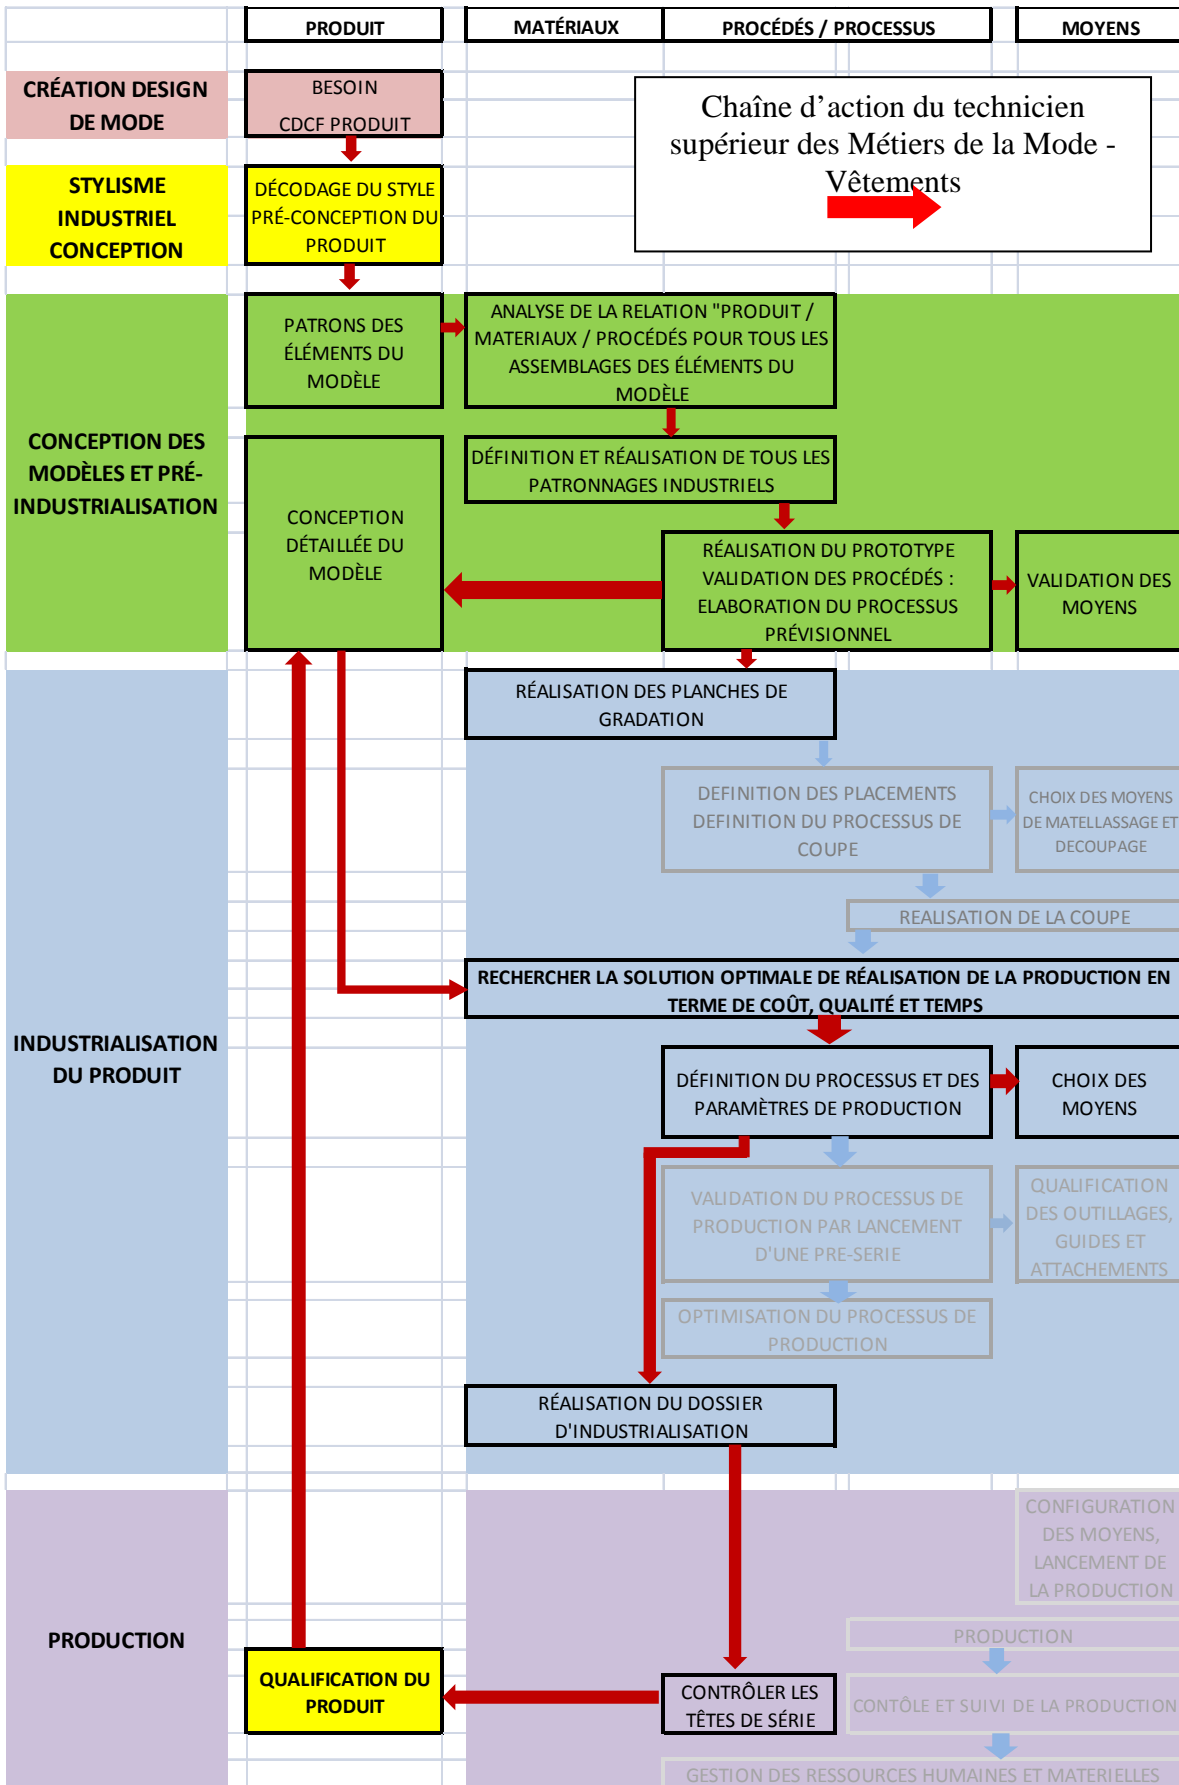 PRODUIT
MATÉRIAUX
PROCÉDÉS / PROCESSUS
MOYENS
CRÉATION DESIGN
DE MODE
BESOIN
CDCF PRODUIT
Chaîne d’action du technicien
supérieur des Métiers de la Mode -
Vêtements
STYLISME
INDUSTRIEL
CONCEPTION
DÉCODAGE DU STYLE
PRÉ-CONCEPTION DU
PRODUIT
CONCEPTION DES
MODÈLES ET PRÉ-
INDUSTRIALISATION
PATRONS DES
ÉLÉMENTS DU
MODÈLE
ANALYSE DE LA RELATION "PRODUIT /
MATERIAUX / PROCÉDÉS POUR TOUS LES
ASSEMBLAGES DES ÉLÉMENTS DU
MODÈLE
DÉFINITION ET RÉALISATION DE TOUS LES
PATRONNAGES INDUSTRIELS
CONCEPTION
DÉTAILLÉE DU
MODÈLE
RÉALISATION DU PROTOTYPE
VALIDATION DES PROCÉDÉS :
ELABORATION DU PROCESSUS
PRÉVISIONNEL
VALIDATION DES
MOYENS
INDUSTRIALISATION
DU PRODUIT
RÉALISATION DES PLANCHES DE
GRADATION
DEFINITION DES PLACEMENTS
DEFINITION DU PROCESSUS DE
COUPE
CHOIX DES MOYENS
DE MATELLASSAGE ET
DECOUPAGE
REALISATION DE LA COUPE
RECHERCHER LA SOLUTION OPTIMALE DE RÉALISATION DE LA PRODUCTION EN
TERME DE COÛT, QUALITÉ ET TEMPS
DÉFINITION DU PROCESSUS ET DES
PARAMÈTRES DE PRODUCTION
CHOIX DES
MOYENS
VALIDATION DU PROCESSUS DE
PRODUCTION PAR LANCEMENT
D'UNE PRE-SERIE
QUALIFICATION
DES OUTILLAGES,
GUIDES ET
ATTACHEMENTS
OPTIMISATION DU PROCESSUS DE
PRODUCTION
RÉALISATION DU DOSSIER
D'INDUSTRIALISATION
PRODUCTION
CONFIGURATION
DES MOYENS,
LANCEMENT DE
LA PRODUCTION
PRODUCTION
QUALIFICATION DU
PRODUIT
CONTRÔLER LES
TÊTES DE SÉRIE
CONTÔLE ET SUIVI DE LA PRODUCTION
GESTION DES RESSOURCES HUMAINES ET MATERIELLES